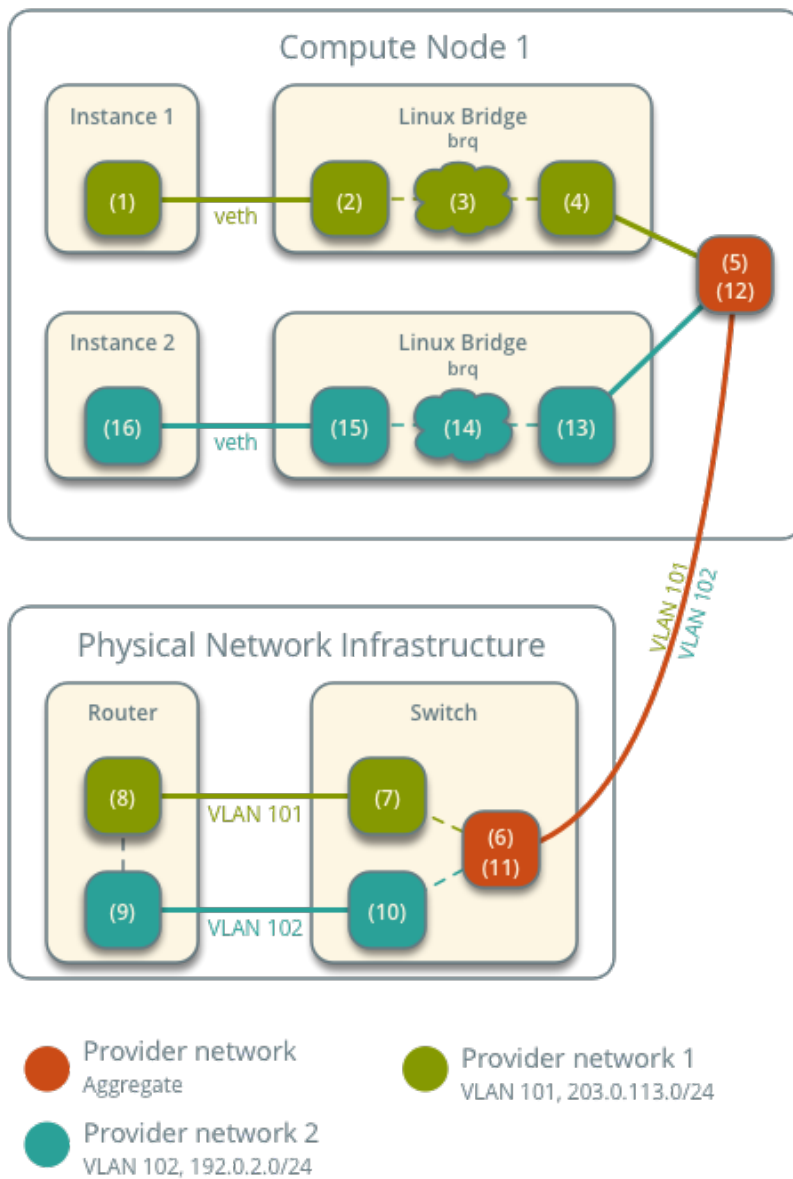 Compute Node 1
Instance 1
Linux Bridge
brq
(1)
veth
(2)
(3)
(4)
(5)
(12)
Instance 2
Linux Bridge
brq
(16)
veth
(15)
(14)
(13)
VLAN 101
VLAN 102
Physical Network Infrastructure
Router
Switch
(8)
VLAN 101
(7)
(6)
(11)
(9)
VLAN 102
(10)
Provider network
Aggregate
Provider network 1
VLAN 101, 203.0.113.0/24
Provider network 2
VLAN 102, 192.0.2.0/24